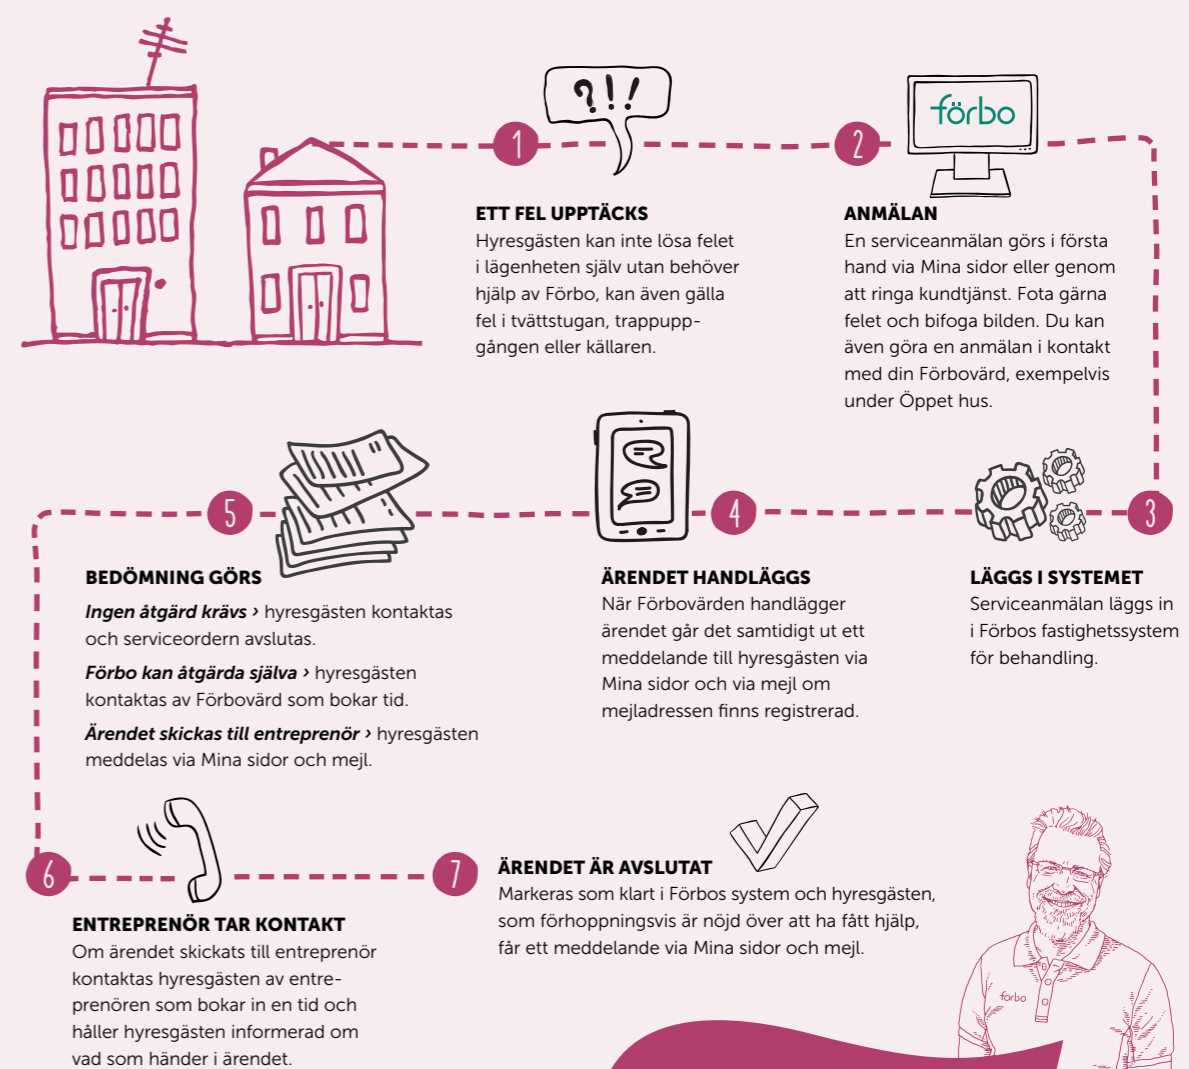 ?!!
förbo
1
2
ETT FEL UPPTÄCKS
Hyresgästen kan inte lösa felet
i lägenheten själv utan behöver
hjälp av Förbo, kan även gälla
fel i tvättstugan, trappupp-
gången eller källaren.
ANMÄLAN
En serviceanmälan görs i första
hand via Mina sidor eller genom
att ringa kundtjänst. Fota gärna
felet och bifoga bilden. Du kan
även göra en anmälan i kontakt
med din Förbovärd, exempelvis
under Öppet hus.
3
LÄGGS I SYSTEMET
Serviceanmälan läggs in
i Förbos fastighetssystem
för behandling.
4
ÄRENDET HANDLÄGGS
När Förbovärden handlägger
ärendet går det samtidigt ut ett
meddelande till hyresgästen via
Mina sidor och via mejl om
mejladressen finns registrerad.
5
BEDÖMNING GÖRS
Ingen åtgärd krävs › hyresgästen kontaktas
och serviceordern avslutas.
Förbo kan åtgärda själva › hyresgästen
kontaktas av Förbovärd som bokar tid.
Ärendet skickas till entreprenör › hyresgästen
meddelas via Mina sidor och mejl.
6
ENTREPRENÖR TAR KONTAKT
Om ärendet skickats till entreprenör
kontaktas hyresgästen av entre-
prenören som bokar in en tid och
håller hyresgästen informerad om
vad som händer i ärendet.
7
ÄRENDET ÄR AVSLUTAT
Markeras som klart i Förbos system och hyresgästen,
som förhoppningsvis är nöjd över att ha fått hjälp,
får ett meddelande via Mina sidor och mejl.
förbo